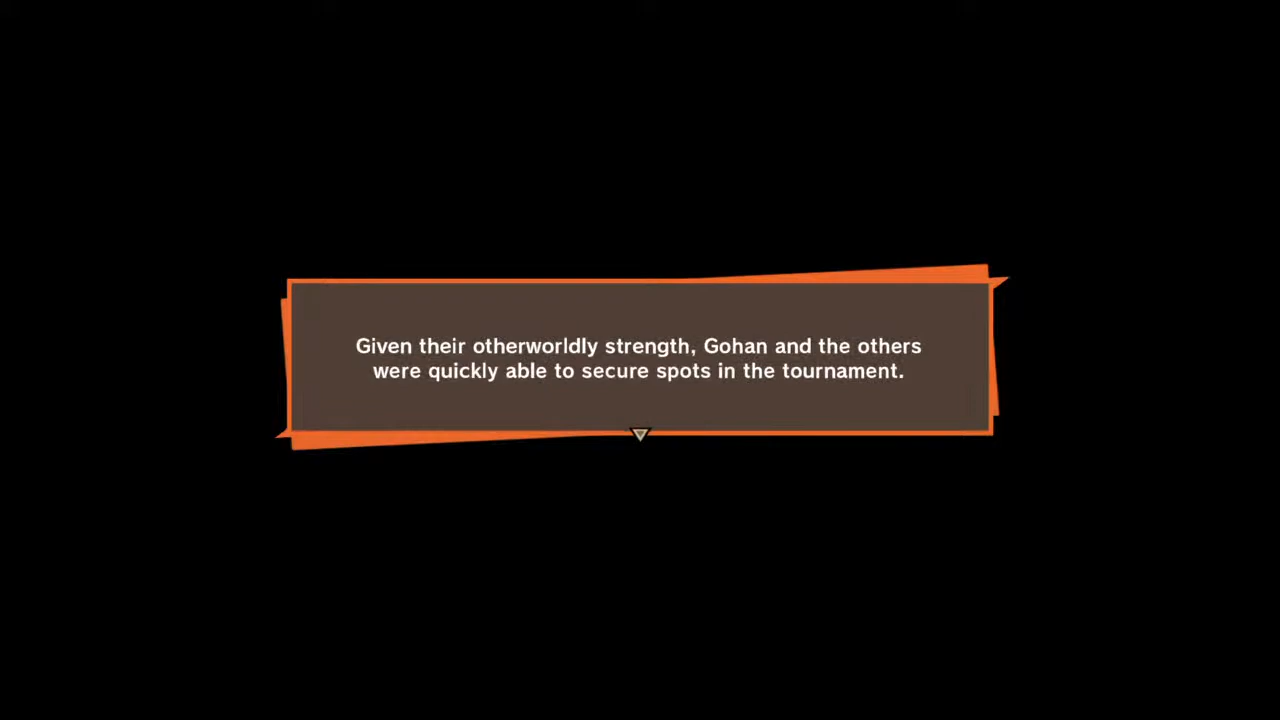 Given their otherworldly strength, Gohan and the others
were quickly able to secure spots in the tournament.